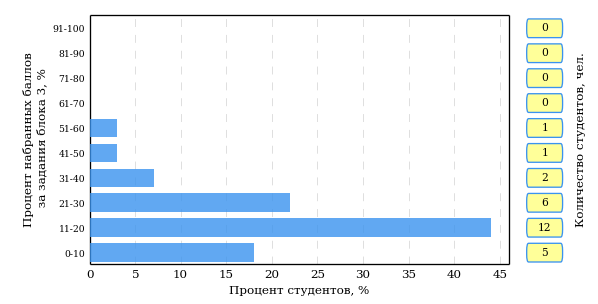 Процент набранных баллов
за задания блока 3, %
91-100 0
81-90 0
71-80 0
61-70 0
51-60 1
41-50 1
31-40 2
21-30 6
11-20 12
0-10 5
0 5 10 15 20 25 30 35 40 45
Процент студентов, %
Количество студентов, чел.